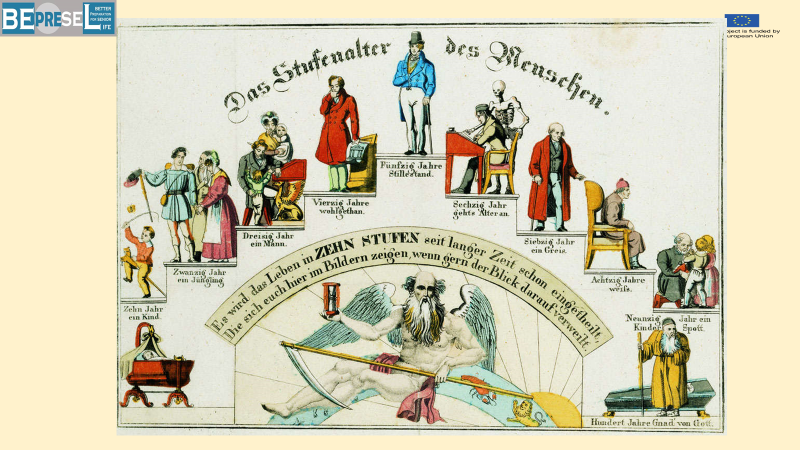 BEPRESEL
BETTER
PREPARATION
FOR SENIOR
LIFE
ject is funded by
uropean Union
Das Stufenalter des Menschen.
Fünfzig Jahre
Stillestand.
Vierzig Jahre
wohlgethan.
Sechzig Jahr
gehts Alter an.
Dreisig Jahr
ein Mann.
Siebzig Jahr
ein Greis.
Zwanzig Jahr
ein Jüngling.
Achtzig Jahre
weifs.
Zehn Jahr
ein Kind.
Neunzig Jahr ein
Kinder Spott.
Es wird das Leben in ZEHN STUFEN seit langer Zeit schon eingetheilt,
Die sich euch hier im Bildern zeigen, wenn gern der Blick darauf verweilt.
Hundert Jahre Gnad' von Gott.